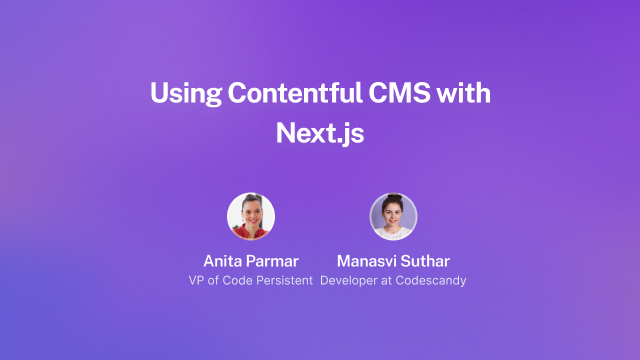 Using Contentful CMS with
Next.js
Anita Parmar
VP of Code Persistent
Manasvi Suthar
Developer at Codescandy